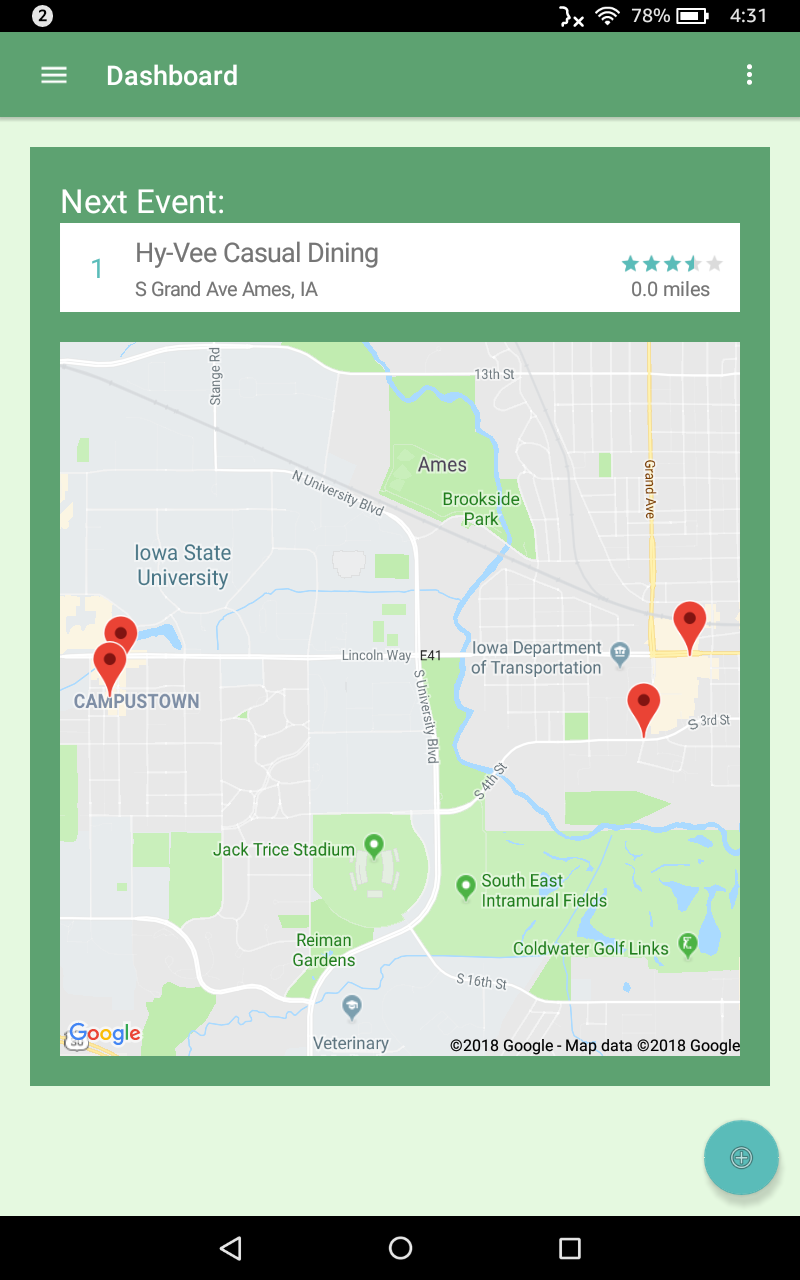 2
78%
4:31
Dashboard
Next Event:
1
Hy-Vee Casual Dining
S Grand Ave Ames, IA
0.0 miles
Stange Rd
13th St
Ames
Grand Ave
N University Blvd
Brookside
Park
Iowa State
University
Lincoln Way
E41
Iowa Department
of Transportation
CAMPUSTOWN
S University Blvd
S 3rd St
S 4th St
Jack Trice Stadium
South East
Intramural Fields
Reiman
Gardens
Coldwater Golf Links
S 16th St
Google
30
Veterinary
©2018 Google - Map data ©2018 Google